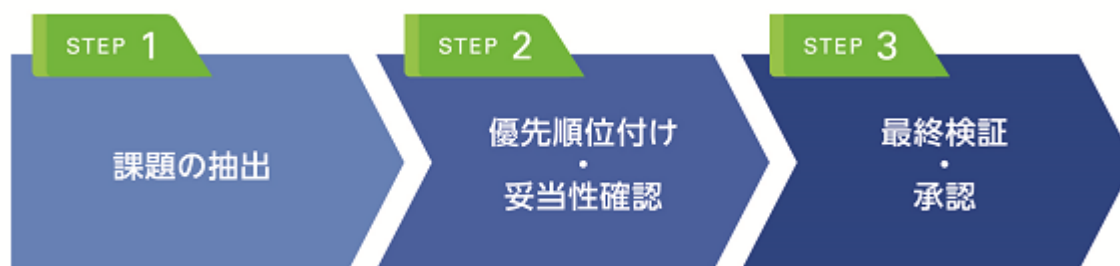 STEP 1
課題の抽出
STEP 2
優先順位付け
・
妥当性確認
STEP 3
最終検証
・
承認